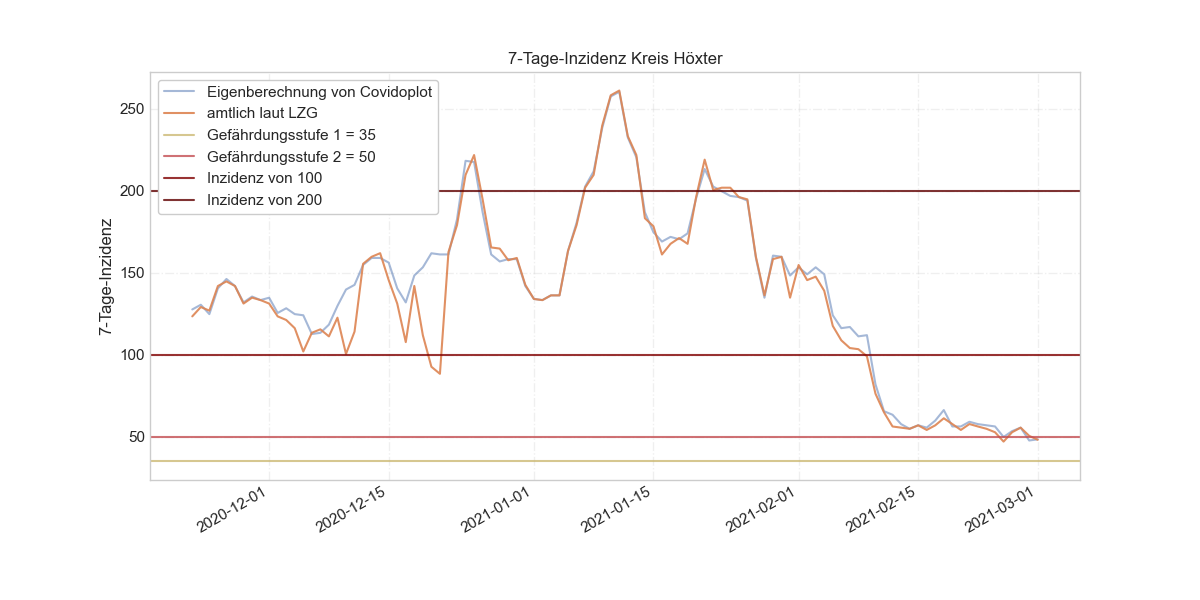 7-Tage-Inzidenz Kreis Höxter
Eigenberechnung von Covidoplot
amtlich laut LZG
Gefährdungsstufe 1 = 35
Gefährdungsstufe 2 = 50
Inzidenz von 100
Inzidenz von 200
7-Tage-Inzidenz
250
200
150
100
50
2020-12-01
2020-12-15
2021-01-01
2021-01-15
2021-02-01
2021-02-15
2021-03-01